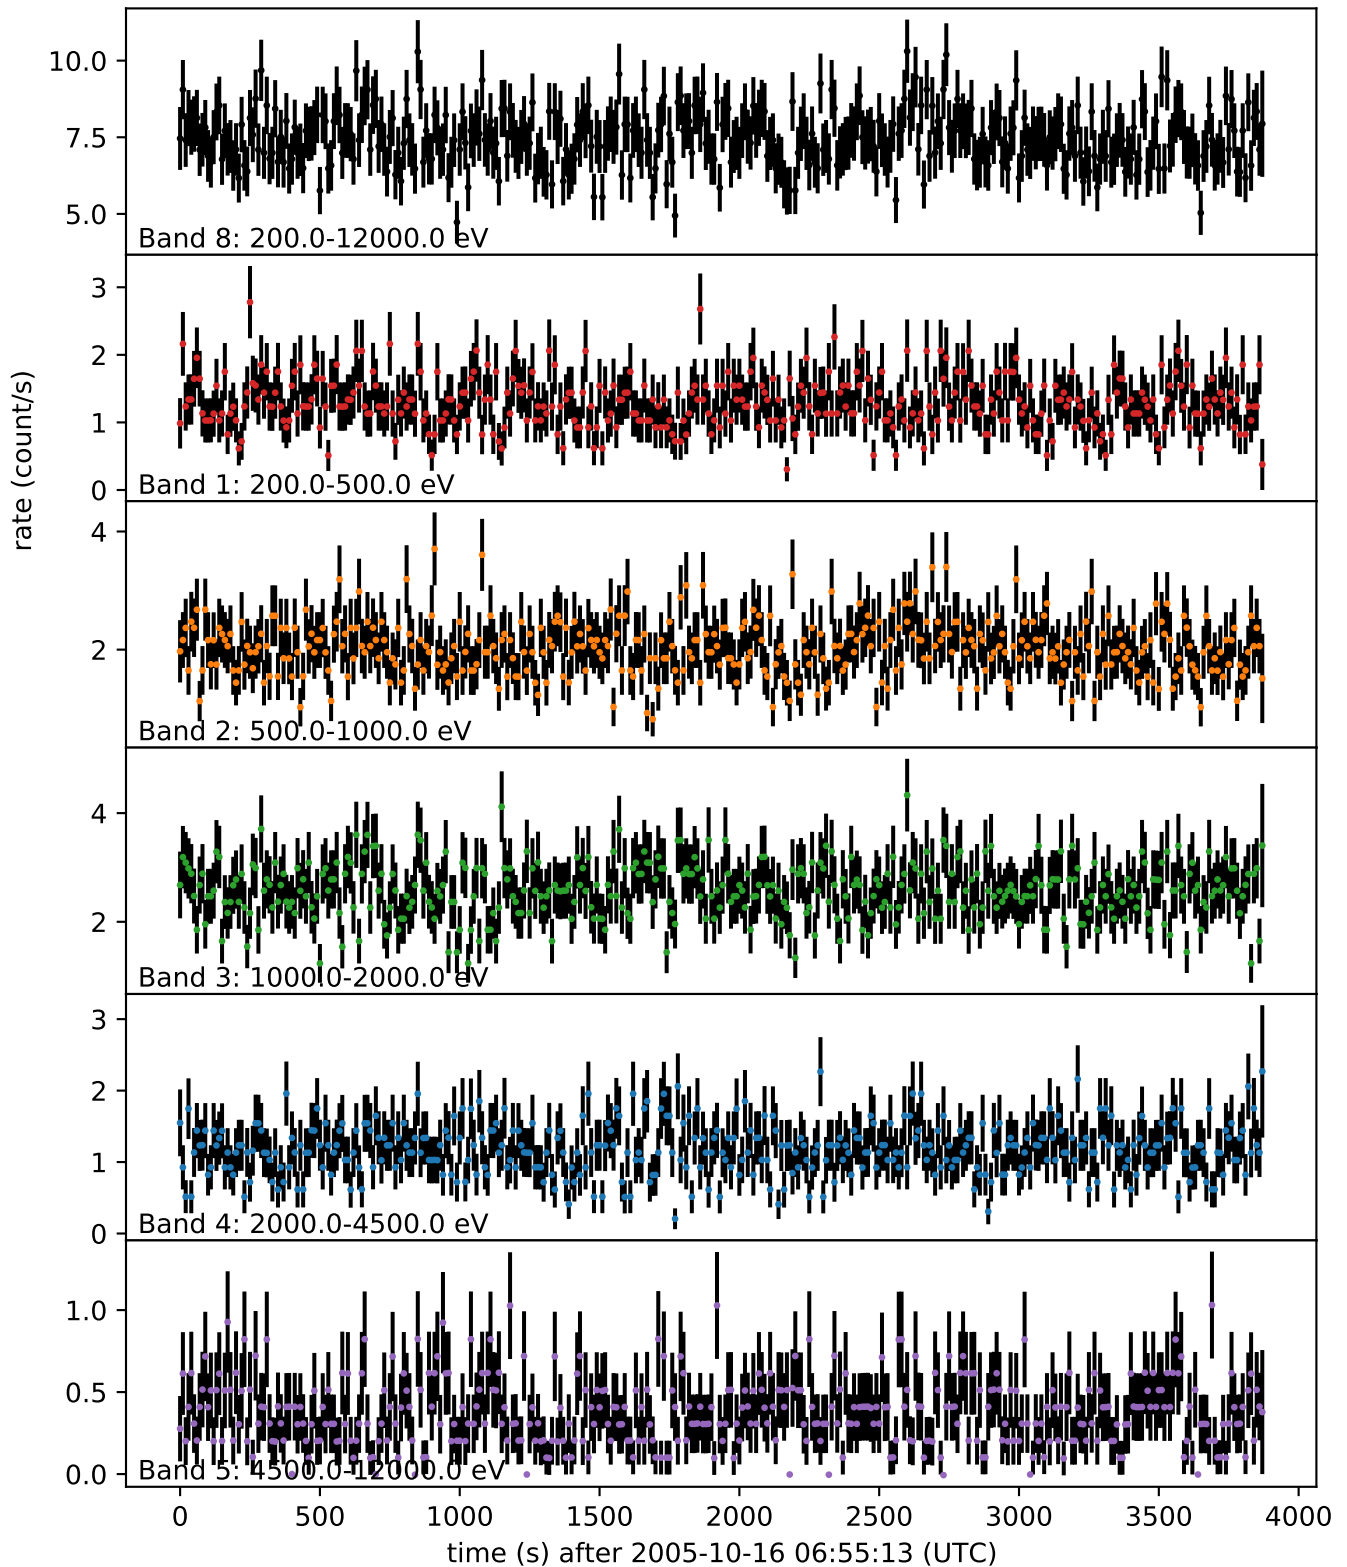 rate (count/s)
10.0
7.5
5.0
Band 8: 200.0-12000.0 eV
3
2
1
0
Band 1: 200.0-500.0 eV
4
2
Band 2: 500.0-1000.0 eV
4
2
Band 3: 1000.0-2000.0 eV
3
2
1
0
Band 4: 2000.0-4500.0 eV
1.0
0.5
0.0
Band 5: 4500.0-12000.0 eV
0 500 1000 1500 2000 2500 3000 3500 4000
time (s) after 2005-10-16 06:55:13 (UTC)